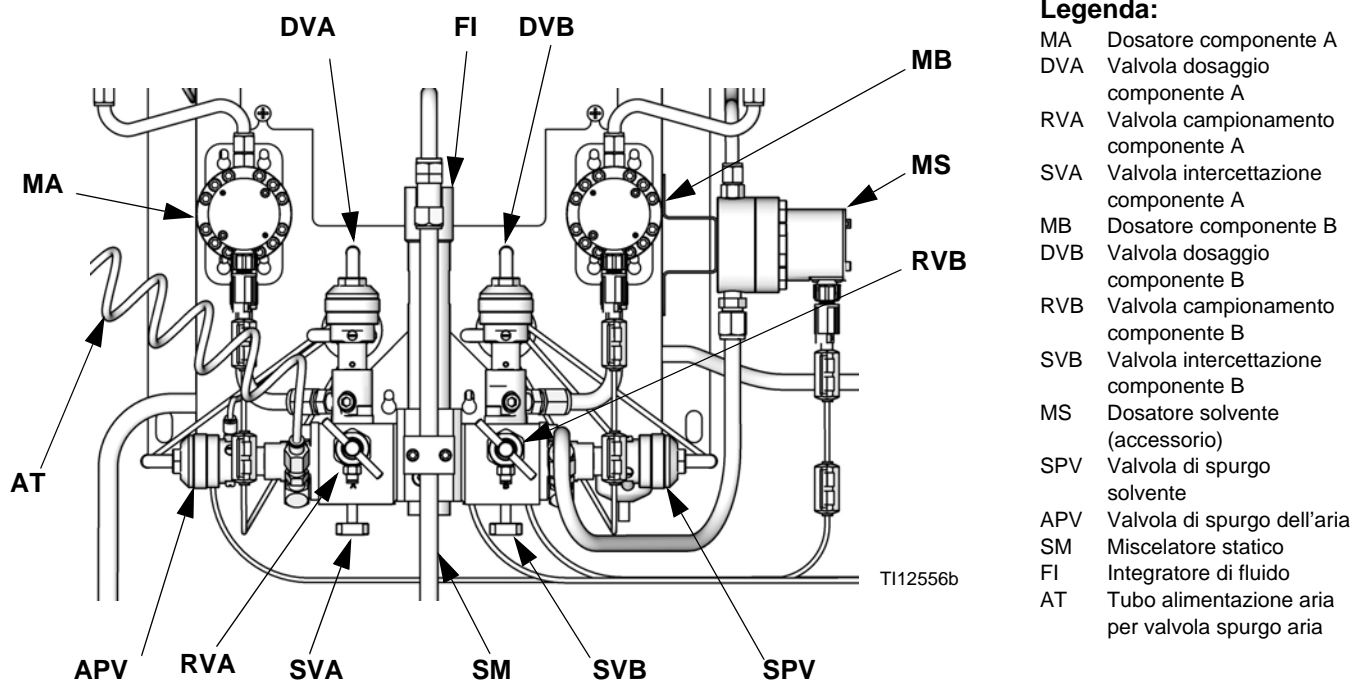 DVA FI DVB
MB
MA
MS
RVB
AT
TI12556b
APV RVA SVA SM SVB SPV
Legenda:
MA Dosatore componente A
DVA Valvola dosaggio
componente A
RVA Valvola campionamento
componente A
SVA Valvola intercettazione
componente A
MB Dosatore componente B
DVB Valvola dosaggio
componente B
RVB Valvola campionamento
componente B
SVB Valvola intercettazione
componente B
MS Dosatore solvente
(accessorio)
SPV Valvola di spurgo
solvente
APV Valvola di spurgo dell’aria
SM Miscelatore statico
FI Integratore di fluido
AT Tubo alimentazione aria
per valvola spurgo aria